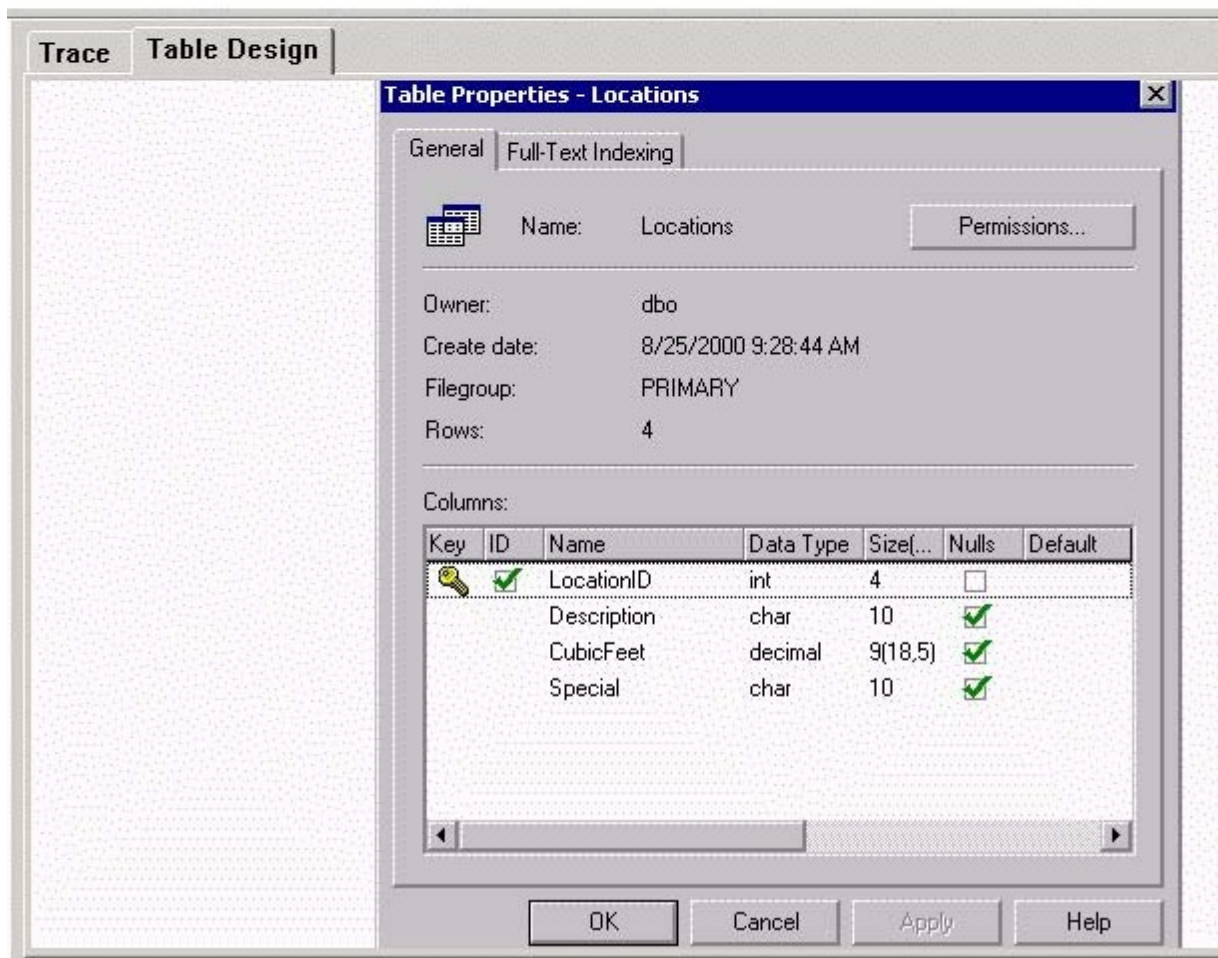 Trace Table Design
Table Properties - Locations
General Full-Text Indexing
Name: Locations Permissions...
Owner: dbo
Create date: 8/25/2000 9:28:44 AM
Filegroup: PRIMARY
Rows: 4
Columns:
Key ID Name Data Type Size(... Nulls Default
LocationID int 4
Description char 10
CubicFeet decimal 9(18,5)
Special char 10
OK Cancel Apply Help